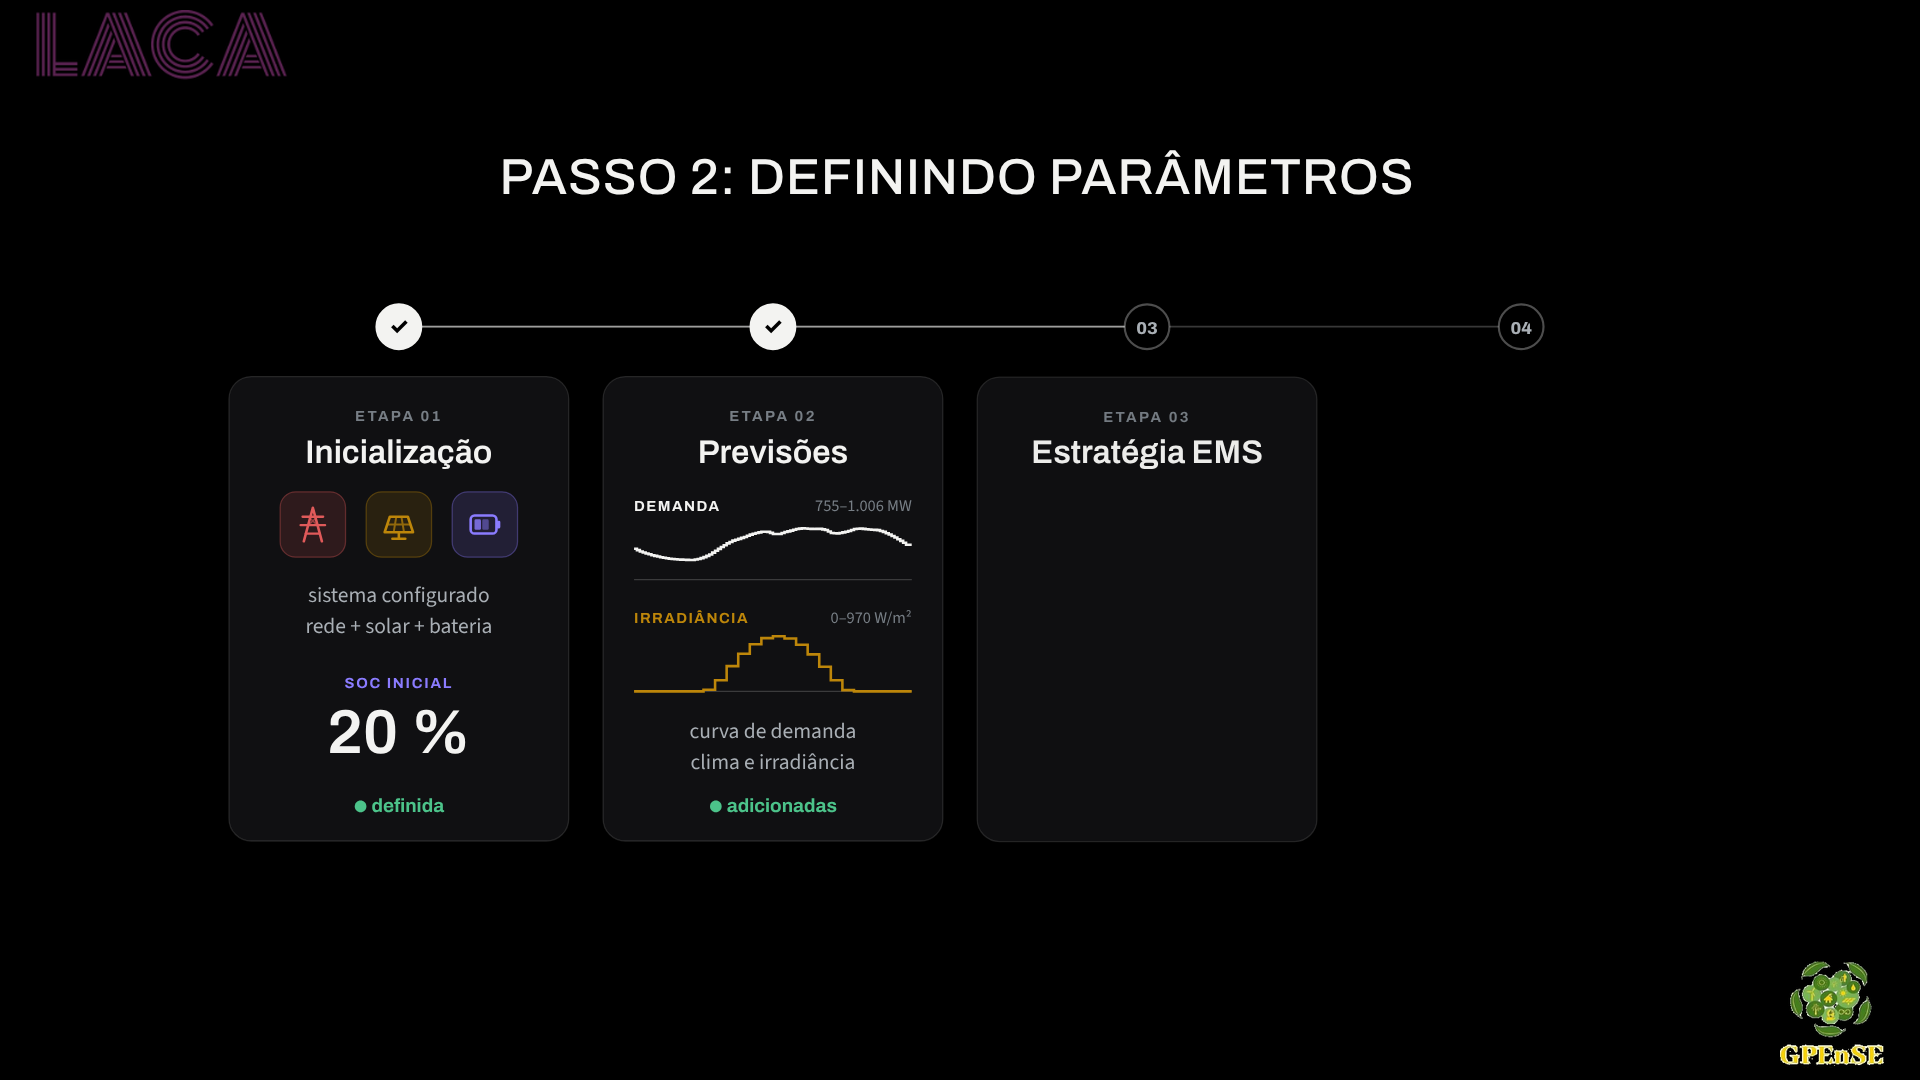 LACA
PASSO 2: DEFININDO PARÂMETROS
03
04
ETAPA 01
Inicialização
sistema configurado
rede + solar + bateria
SOC INICIAL
20 %
definida
ETAPA 02
Previsões
DEMANDA 755–1.006 MW
IRRADIÂNCIA 0–970 W/m²
curva de demanda
clima e irradiância
adicionadas
ETAPA 03
Estratégia EMS
GPEnSE